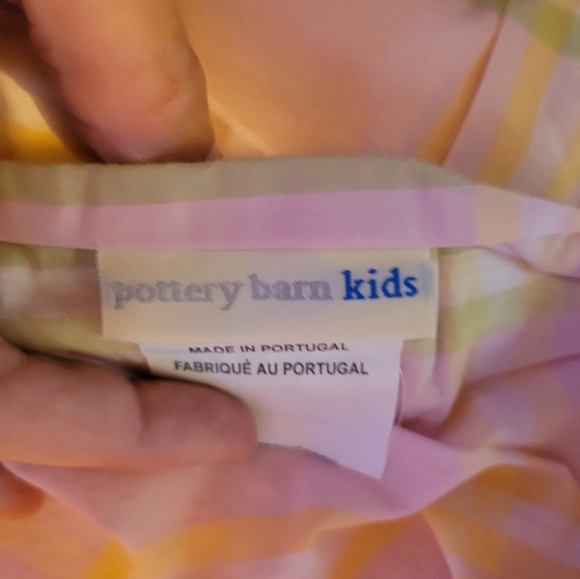 pottery barn kids
MADE IN PORTUGAL
FABRIQUÉ AU PORTUGAL